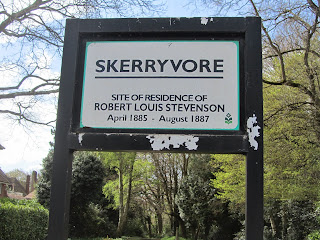 SKERRYVORE
SITE OF RESIDENCE OF
ROBERT LOUIS STEVENSON
April 1885 - August 1887